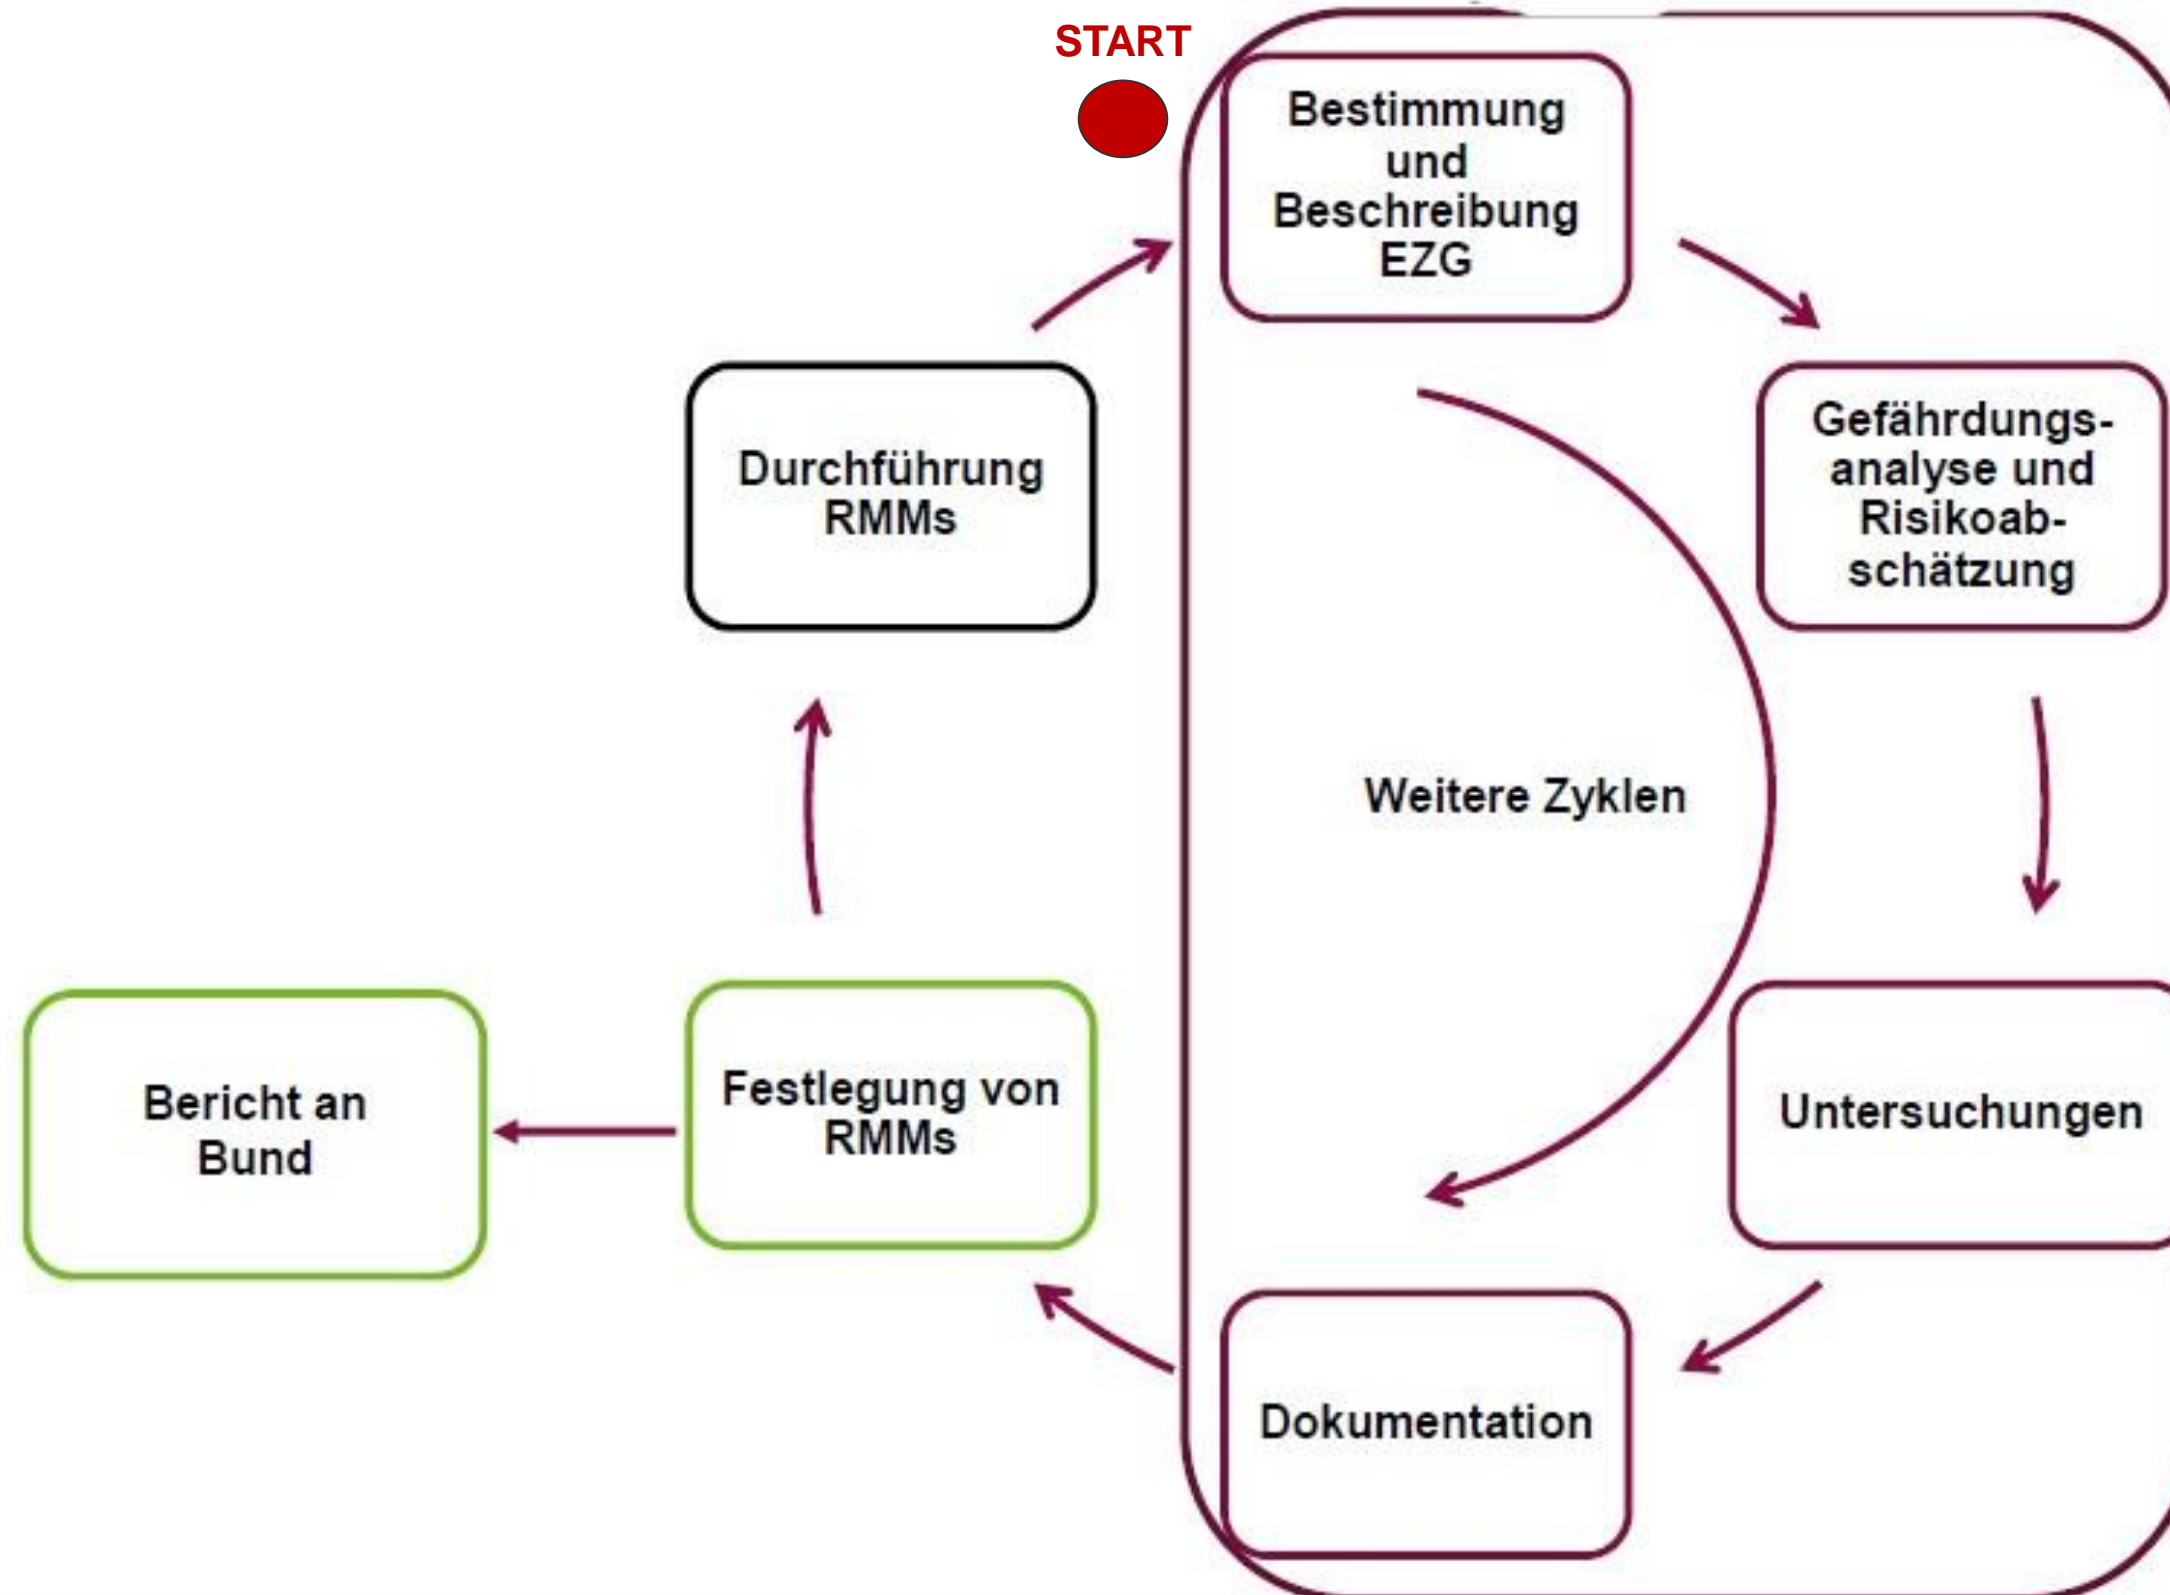 START
Bestimmung
und
Beschreibung
EZG
Gefährdungs-
analyse und
Risikoab-
schätzung
Durchführung
RMMs
Weitere Zyklen
Untersuchungen
Festlegung von
RMMs
Bericht an
Bund
Dokumentation